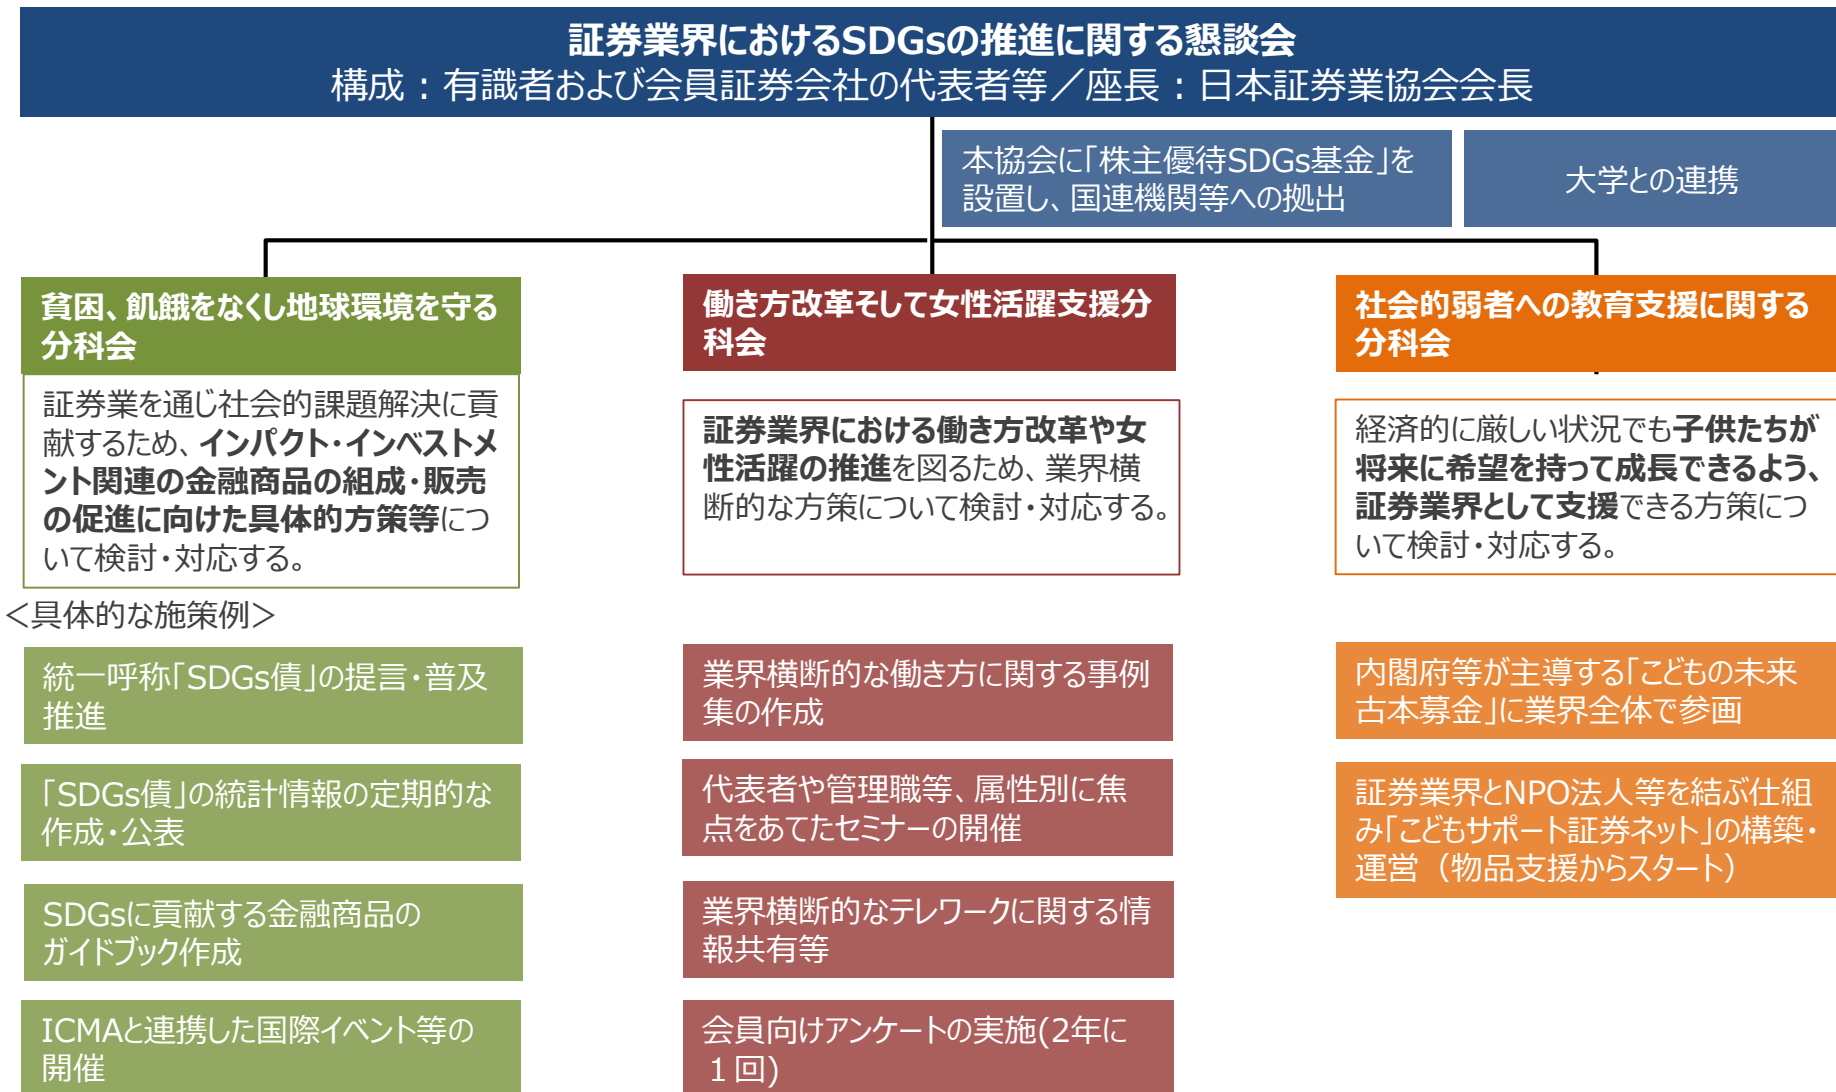 証券業界におけるSDGsの推進に関する懇談会
構成：有識者および会員証券会社の代表者等／座長：日本証券業協会会長
本協会に「株主優待SDGs基金」を
設置し、国連機関等への拠出
大学との連携
貧困、飢餓をなくし地球環境を守る
分科会
証券業を通じ社会的課題解決に貢
献するため、インパクト・インベストメ
ント関連の金融商品の組成・販売
の促進に向けた具体的方策等につ
いて検討・対応する。
働き方改革そして女性活躍支援分
科会
証券業界における働き方改革や女
性活躍の推進を図るため、業界横
断的な方策について検討・対応する。
社会的弱者への教育支援に関する
分科会
経済的に厳しい状況でも子供たちが
将来に希望を持って成長できるよう、
証券業界として支援できる方策につ
いて検討・対応する。
＜具体的な施策例＞
統一呼称「SDGs債」の提言・普及
推進
「SDGs債」の統計情報の定期的な
作成・公表
SDGsに貢献する金融商品の
ガイドブック作成
ICMAと連携した国際イベント等の
開催
業界横断的な働き方に関する事例
集の作成
代表者や管理職等、属性別に焦
点をあてたセミナーの開催
業界横断的なテレワークに関する情
報共有等
会員向けアンケートの実施(2年に
１回)
内閣府等が主導する「こどもの未来
古本募金」に業界全体で参画
証券業界とNPO法人等を結ぶ仕組
み「こどもサポート証券ネット」の構築・
運営（物品支援からスタート）